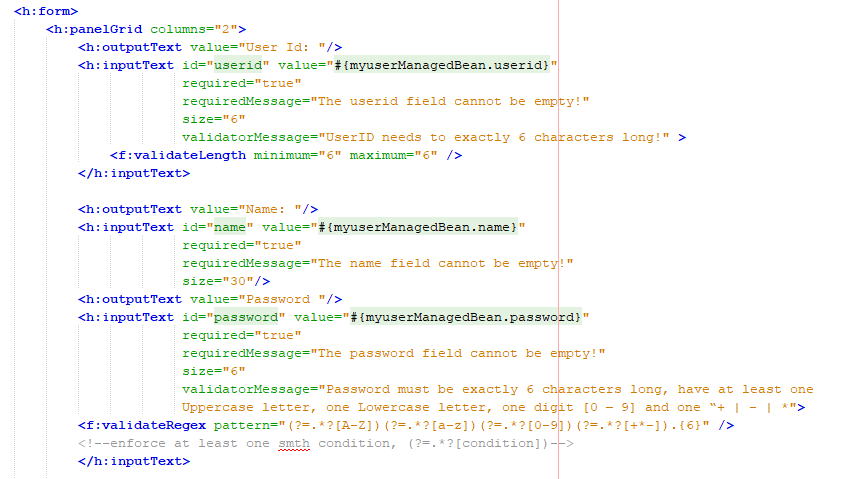 <h:form>
<h:panelGrid columns="2">
<h:outputText value="User Id: "/>
<h:inputText id="userid" value="#{myuserManagedBean.userid}"
required="true"
requiredMessage="The userid field cannot be empty!"
size="6"
validatorMessage="UserID needs to exactly 6 characters long!" >
<f:validateLength minimum="6" maximum="6" />
</h:inputText>
<h:outputText value="Name: "/>
<h:inputText id="name" value="#{myuserManagedBean.name}"
required="true"
requiredMessage="The name field cannot be empty!"
size="30"/>
<h:outputText value="Password "/>
<h:inputText id="password" value="#{myuserManagedBean.password}"
required="true"
requiredMessage="The password field cannot be empty!"
size="6"
validatorMessage="Password must be exactly 6 characters long, have at least one
Uppercase letter, one Lowercase letter, one digit [0 – 9] and one “+ | - | *">
<f:validateRegex pattern="(?=.*?[A-Z])(?=.*?[a-z])(?=.*?[0-9])(?=.*?[+*-]).{6}" />
<!--enforce at least one smth condition, (?=.*?[condition])-->
</h:inputText>